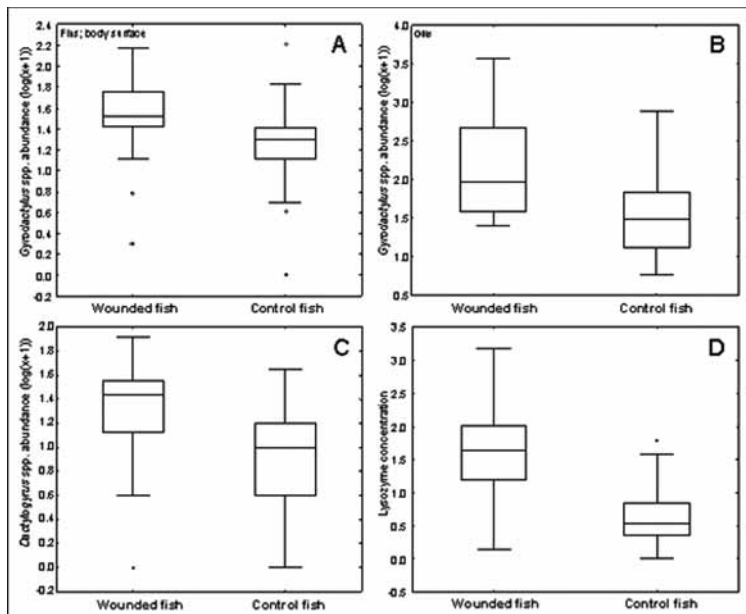 Fins; body surface
A
Gyrodactylus spp. abundance (log(x+1))
2.4
2.2
2.0
1.8
1.6
1.4
1.2
1.0
0.8
0.6
0.4
0.2
0.0
-0.2
Wounded fish
Control fish
B
Gyrodactylus spp. abundance (log(x+1))
4.0
3.5
3.0
2.5
2.0
1.5
1.0
0.5
Wounded fish
Control fish
C
Dactylogyrus spp. abundance (log(x+1))
2.0
1.8
1.6
1.4
1.2
1.0
0.8
0.6
0.4
0.2
0.0
-0.2
Wounded fish
Control fish
D
Lysozyme concentration
3.5
3.0
2.5
2.0
1.5
1.0
0.5
0.0
-0.5
Wounded fish
Control fish